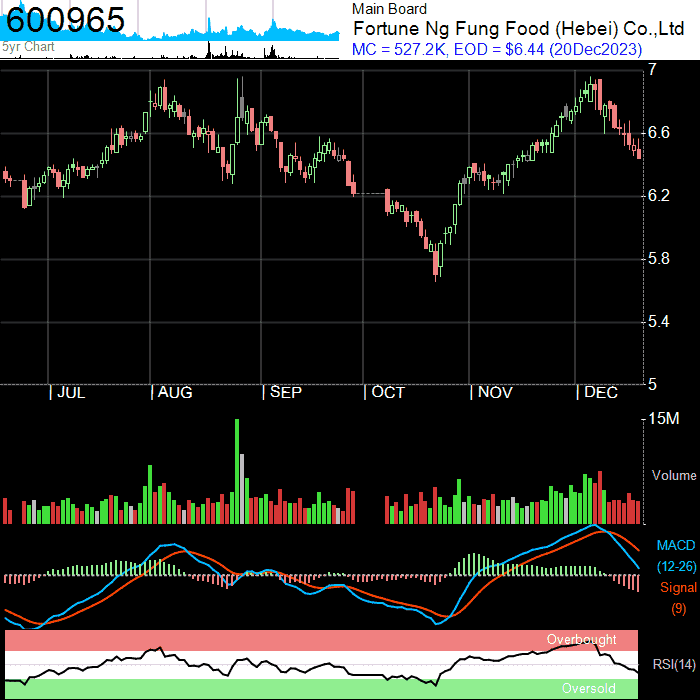 600965
5yr Chart
Main Board
Fortune Ng Fung Food (Hebei) Co.,Ltd
MC = 527.2K, EOD = $6.44 (20Dec2023)
7
6.6
6.2
5.8
5.4
5
JUL
AUG
SEP
OCT
NOV
DEC
15M
Volume
MACD
(12-26)
Signal
(9)
Overbought
RSI(14)
Oversold